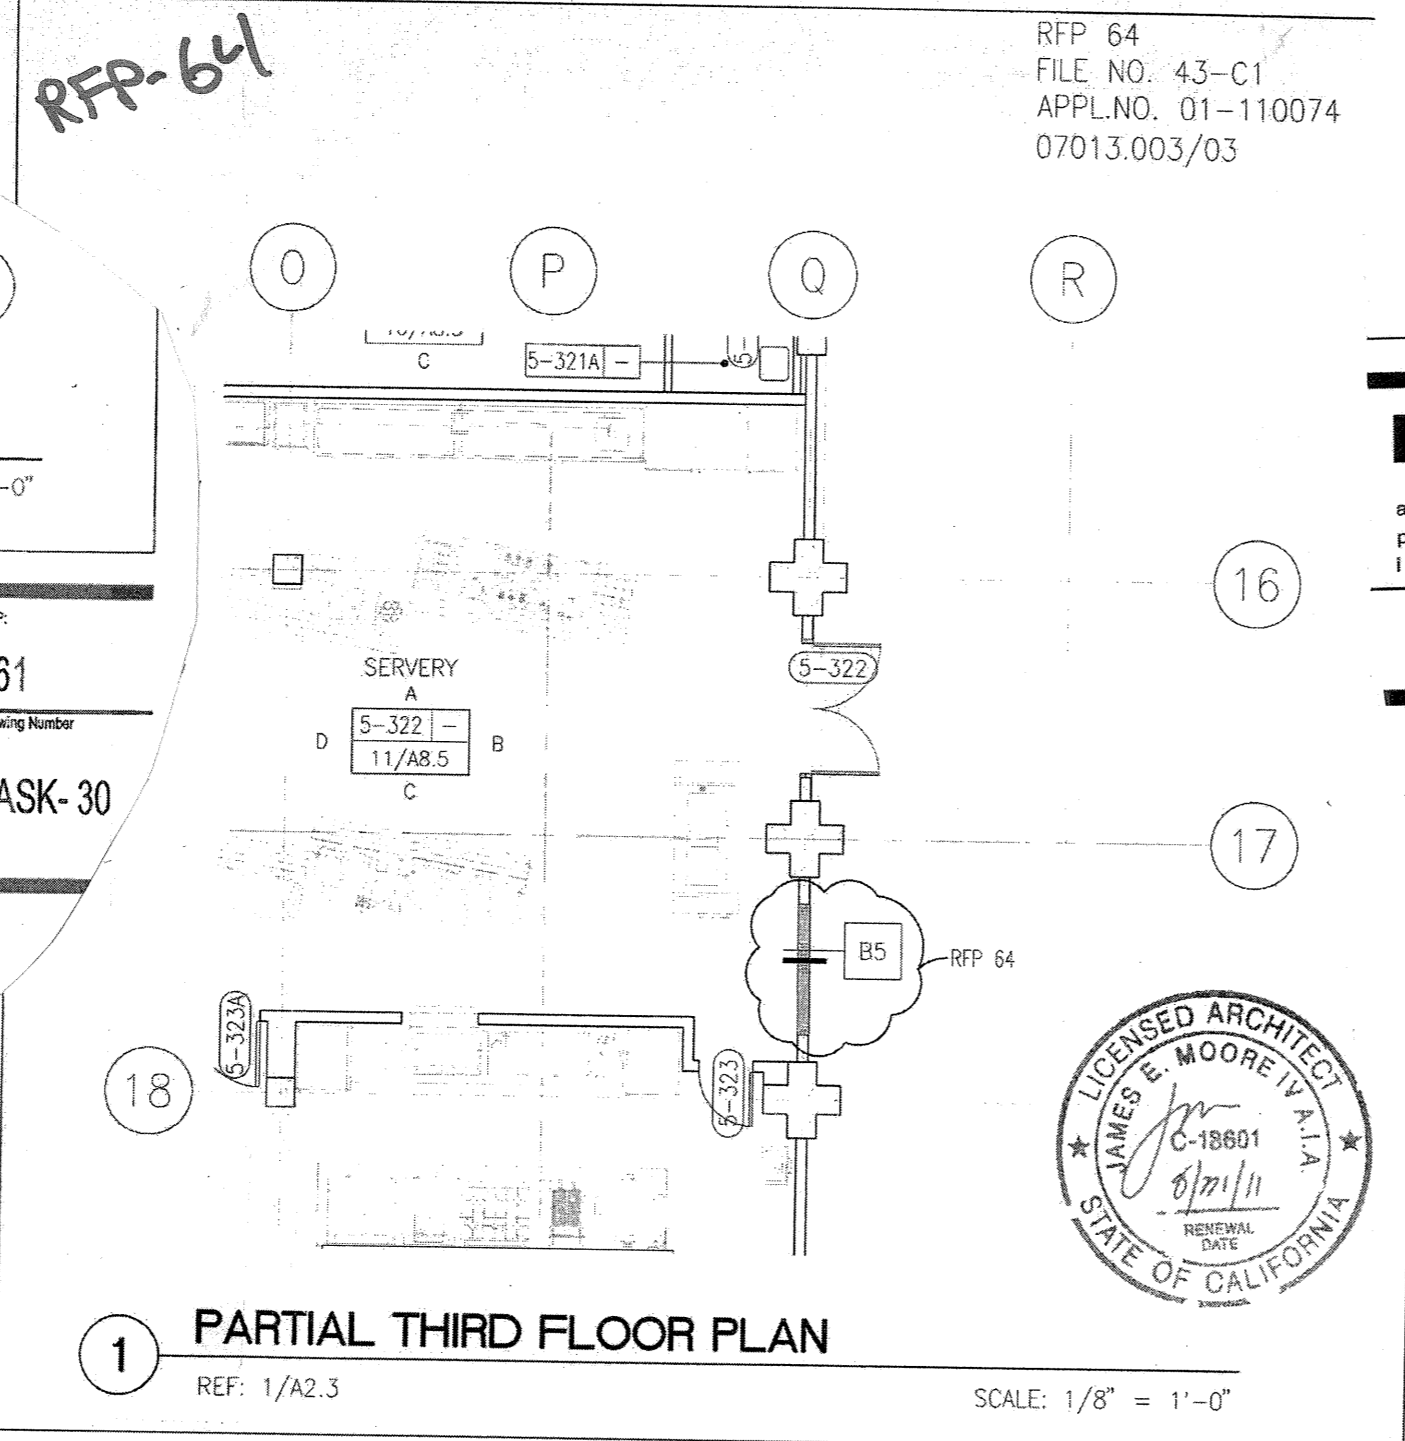 RFP-64
RFP 64
FILE NO. 43-C1
APPL.NO. 01-110074
07013.003/03
O
P
Q
R
C
5-321A -
5-
-0"
16
a
p
i
61
wing Number
ASK- 30
SERVERY
A
5-322 -
11/A8.5
D
B
C
5-322
17
B5
RFP 64
5-323A
5-323
18
LICENSED ARCHITECT
JAMES E. MOORE IV A.I.A.
C-18601
RENEWAL
DATE
STATE OF CALIFORNIA
1
PARTIAL THIRD FLOOR PLAN
REF: 1/A2.3
SCALE: 1/8" = 1'-0"